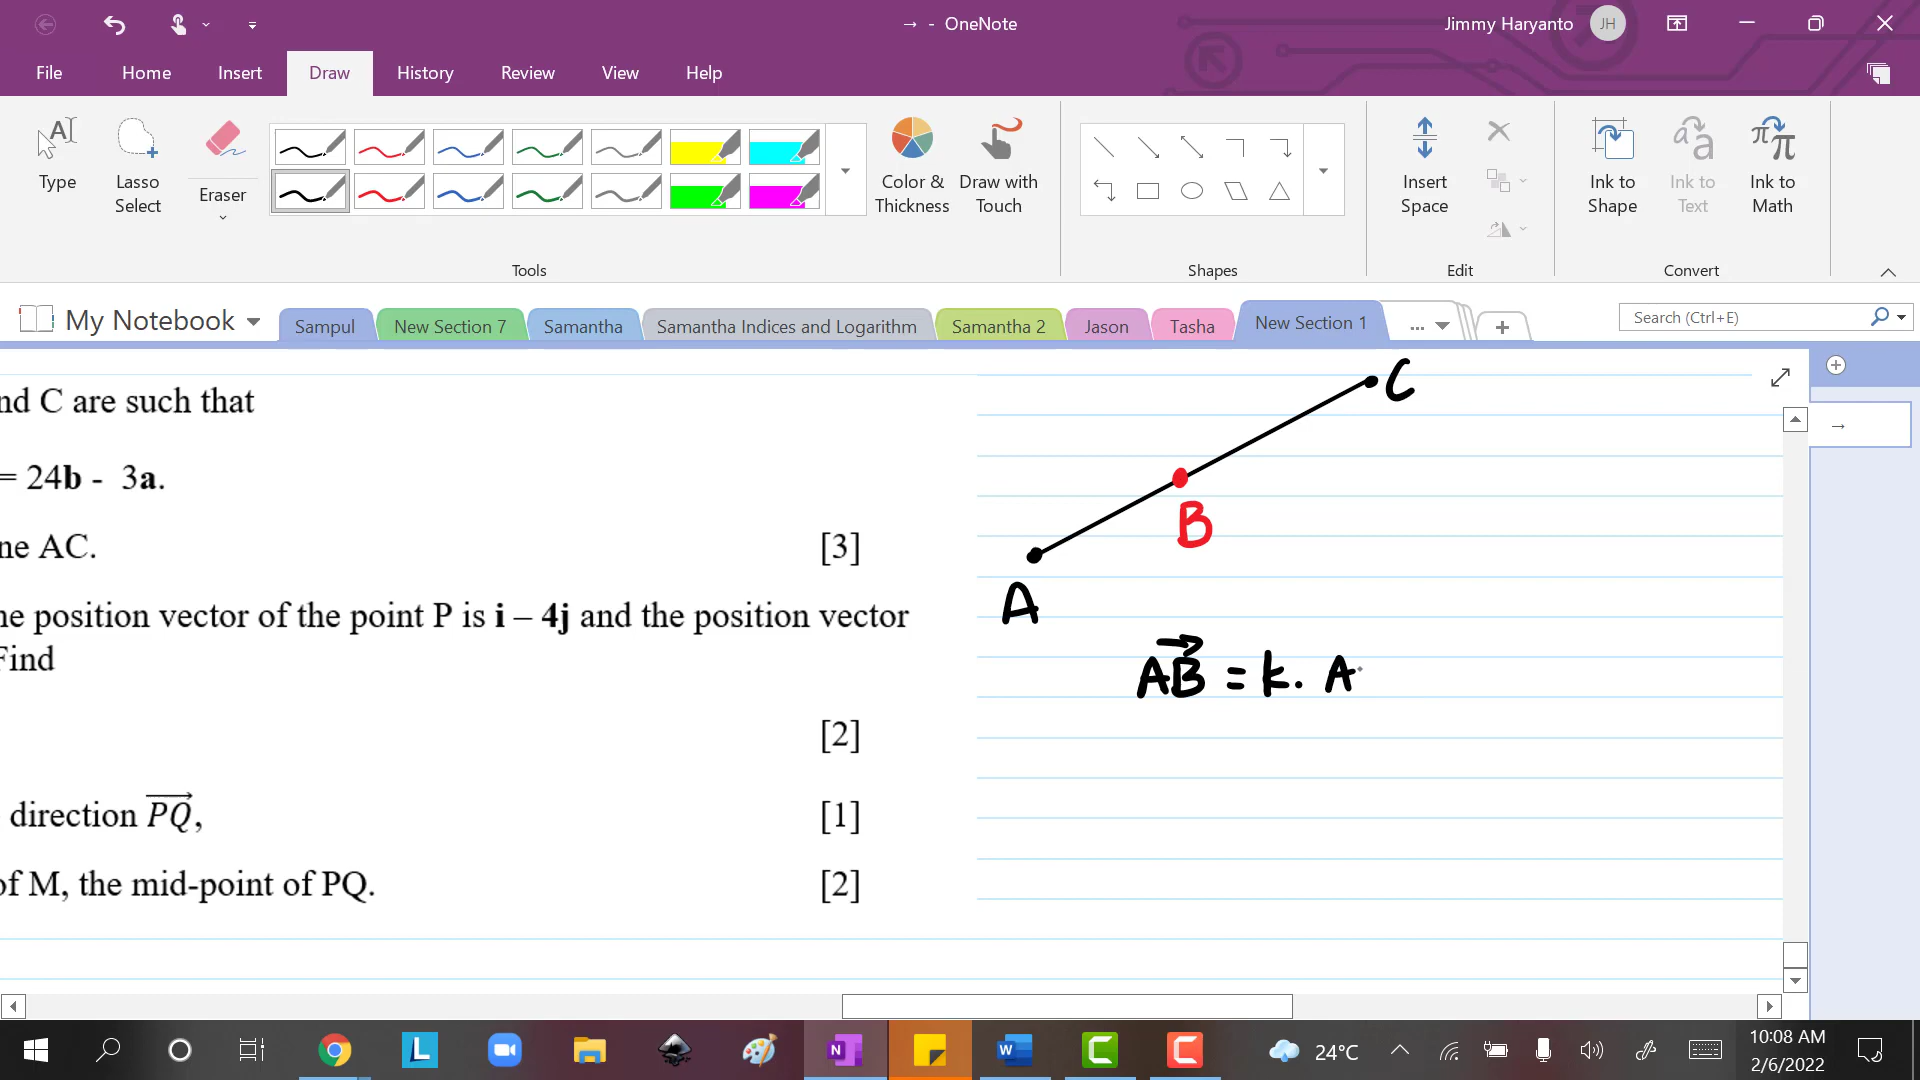 → - OneNote
Jimmy Haryanto JH
File Home Insert Draw History Review View Help
Type
Lasso Select
Eraser
Color & Thickness
Draw with Touch
Insert Space
Ink to Shape
Ink to Text
Ink to Math
Tools Shapes Edit Convert
My Notebook
Sampul New Section 7 Samantha Samantha Indices and Logarithm Samantha 2 Jason Tasha New Section 1 ... +
Search (Ctrl+E)
nd C are such that
= 24b - 3a.
ne AC. [3]
ne position vector of the point P is i – 4j and the position vector
Find
[2]
direction PQ, [1]
of M, the mid-point of PQ. [2]
C
B
A
AB = k. A
24°C
10:08 AM
2/6/2022